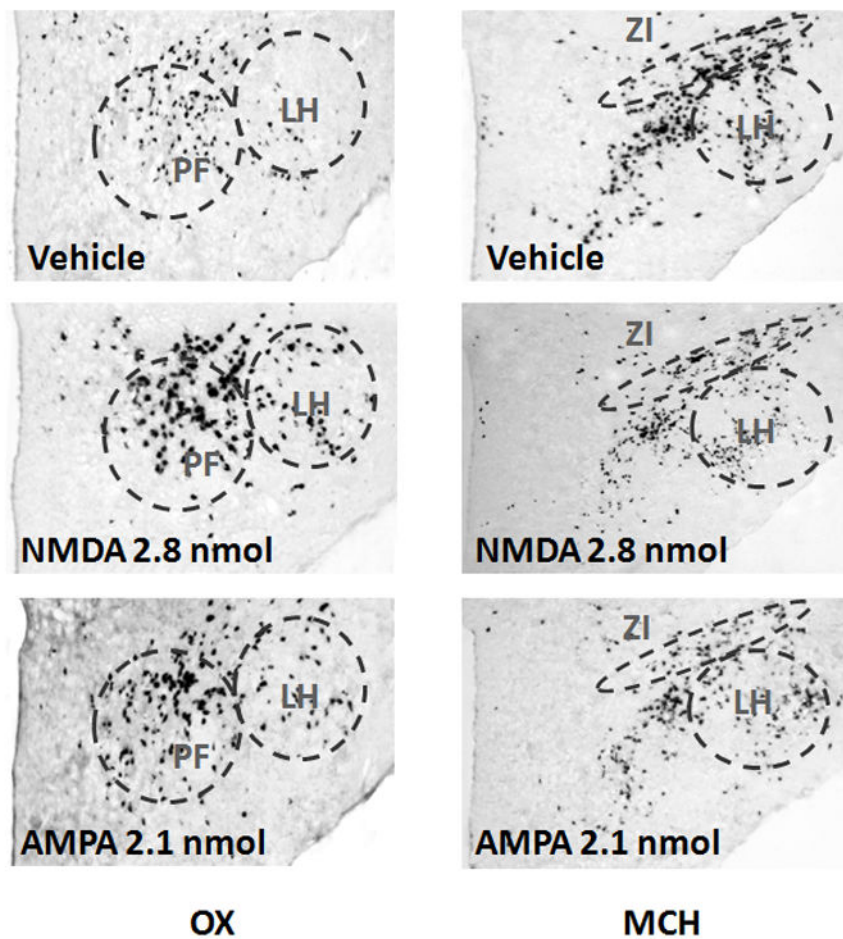 LH
PF
Vehicle
ZI
LH
Vehicle
LH
PF
NMDA 2.8 nmol
ZI
LH
NMDA 2.8 nmol
LH
PF
AMPA 2.1 nmol
ZI
LH
AMPA 2.1 nmol
OX
MCH